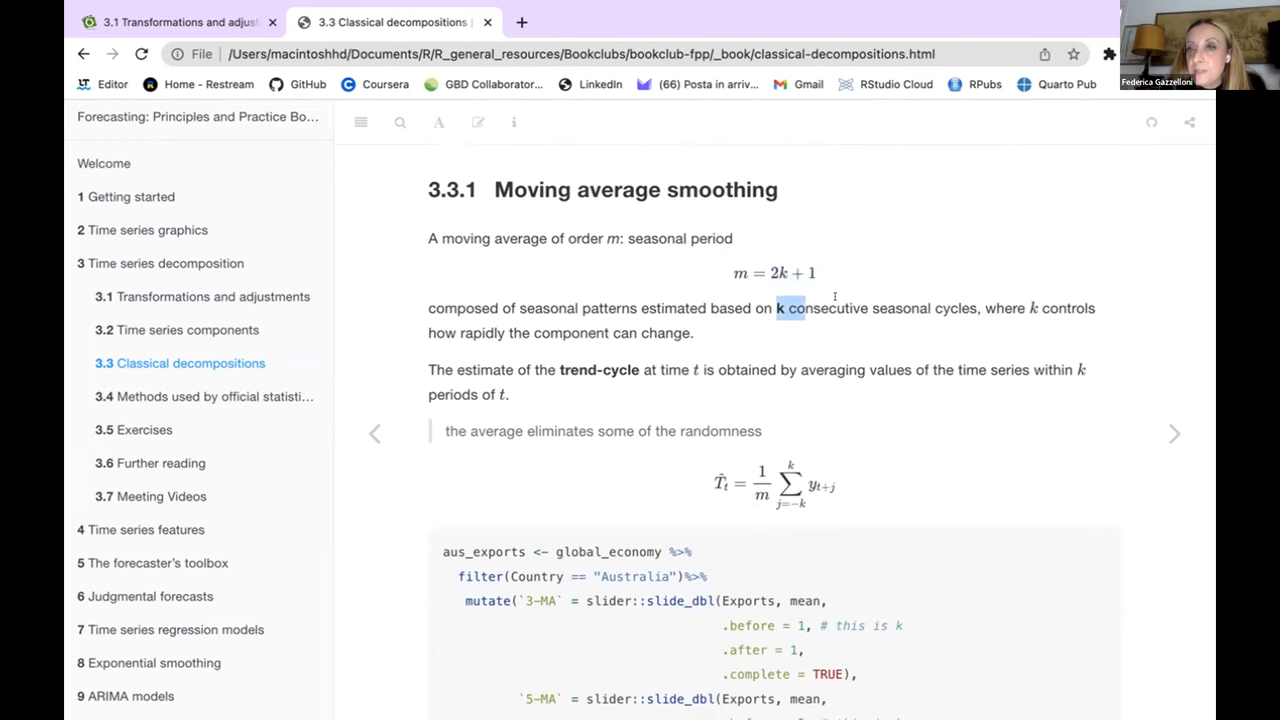 3.1 Transformations and adjust
3.3 Classical decompositions
File
/Users/macintoshhd/Documents/R/R_general_resources/Bookclubs/bookclub-fpp/_book/classical-decompositions.html
Federica Gazzelloni
Editor
Home - Restream
GitHub
Coursera
GBD Collaborator...
LinkedIn
(66) Posta in arriv...
Gmail
RStudio Cloud
RPubs
Quarto Pub
Forecasting: Principles and Practice Bo...
Welcome
1 Getting started
2 Time series graphics
3 Time series decomposition
3.1 Transformations and adjustments
3.2 Time series components
3.3 Classical decompositions
3.4 Methods used by official statisti...
3.5 Exercises
3.6 Further reading
3.7 Meeting Videos
4 Time series features
5 The forecaster's toolbox
6 Judgmental forecasts
7 Time series regression models
8 Exponential smoothing
9 ARIMA models
3.3.1 Moving average smoothing
A moving average of order m: seasonal period
m = 2k + 1
composed of seasonal patterns estimated based on k consecutive seasonal cycles, where k controls
how rapidly the component can change.
The estimate of the trend-cycle at time t is obtained by averaging values of the time series within k
periods of t.
the average eliminates some of the randomness
T̂_t = 1/m ∑_{j=-k}^{k} y_{t+j}
aus_exports <- global_economy %>%
filter(Country == "Australia")%>%
mutate(`3-MA` = slider::slide_dbl(Exports, mean,
.before = 1, # this is k
.after = 1,
.complete = TRUE),
`5-MA` = slider::slide_dbl(Exports, mean,